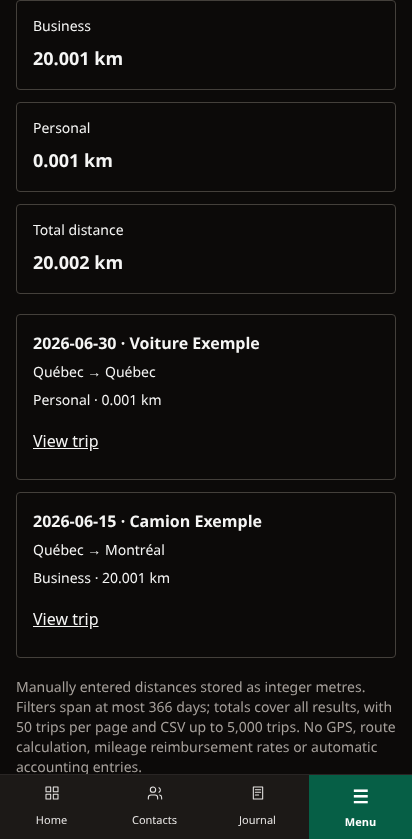 Business
20.001 km
Personal
0.001 km
Total distance
20.002 km
2026-06-30 · Voiture Exemple
Québec → Québec
Personal · 0.001 km
View trip
2026-06-15 · Camion Exemple
Québec → Montréal
Business · 20.001 km
View trip
Manually entered distances stored as integer metres.
Filters span at most 366 days; totals cover all results, with
50 trips per page and CSV up to 5,000 trips. No GPS, route
calculation, mileage reimbursement rates or automatic
accounting entries.
Home
Contacts
Journal
Menu